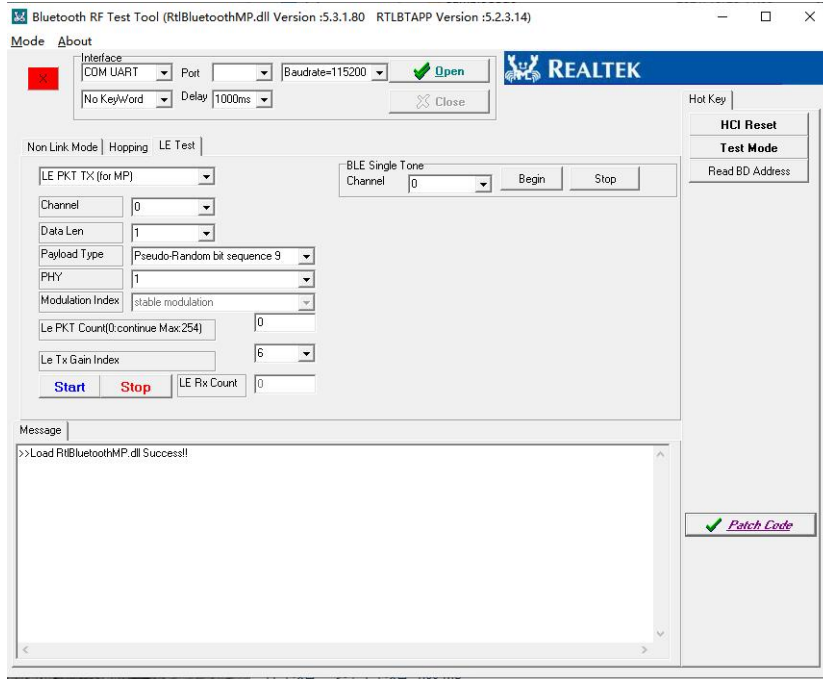 Bluetooth RF Test Tool (RtlBluetoothMP.dll Version :5.3.1.80 RTLBTAPP Version :5.2.3.14)
Mode About
Interface
COM UART Port Baudrate=115200 Open
No KeyWord Delay 1000ms Close
X
REALTEK
Hot Key
HCI Reset
Test Mode
Read BD Address
Non Link Mode Hopping LE Test
LE PKT TX (for MP)
BLE Single Tone
Channel 0 Begin Stop
Channel 0
Data Len 1
Payload Type Pseudo-Random bit sequence 9
PHY 1
Modulation Index stable modulation
Le PKT Count(0:continue Max:254) 0
Le Tx Gain Index 6
Start Stop LE Rx Count 0
Message
>>Load RtlBluetoothMP.dll Success!!
Patch Code